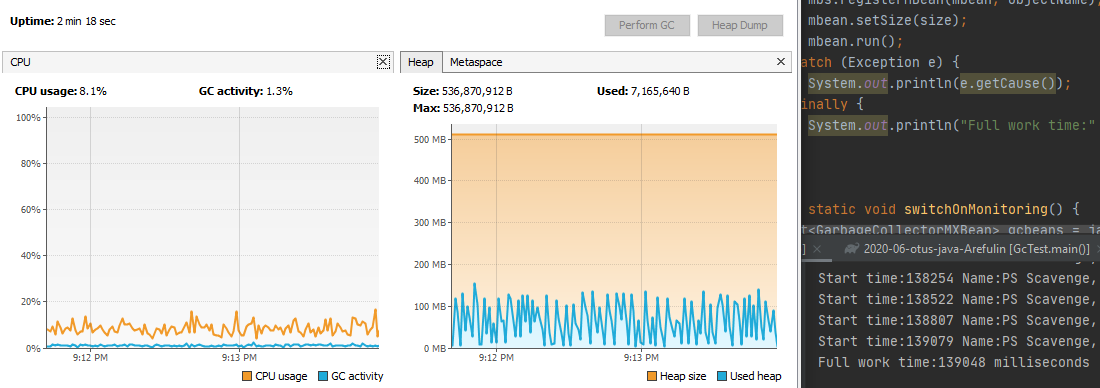 Uptime: 2 min 18 sec
Perform GC
Heap Dump
CPU
CPU usage: 8.1%
GC activity: 1.3%
100%
80%
60%
40%
20%
0%
9:12 PM
9:13 PM
CPU usage
GC activity
Heap
Metaspace
Size: 536,870,912 B
Used: 7,165,640 B
Max: 536,870,912 B
500 MB
400 MB
300 MB
200 MB
100 MB
0 MB
9:12 PM
9:13 PM
Heap size
Used heap
mbs.registerMBean(mbean, objectName);
mbean.setSize(size);
mbean.run();
atch (Exception e) {
System.out.println(e.getCause());
inally {
System.out.println("Full work time:"
static void switchOnMonitoring() {
t<GarbageCollectorMXBean> gcbeans = ja
]
2020-06-otus-java-Arefulin [GcTest.main()]
Start time:138254 Name:PS Scavenge,
Start time:138522 Name:PS Scavenge,
Start time:138807 Name:PS Scavenge,
Start time:139079 Name:PS Scavenge,
Full work time:139048 milliseconds